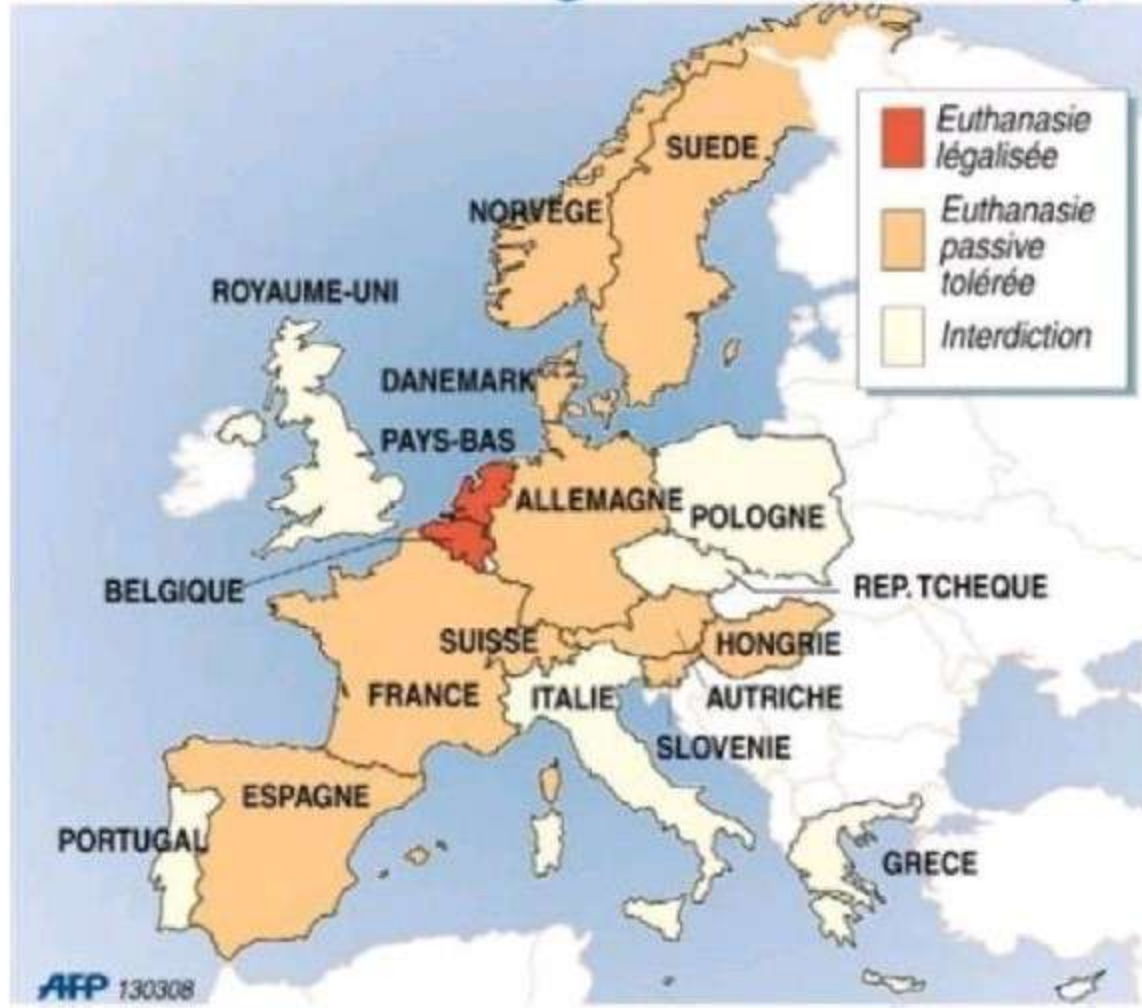 SUEDE
NORVEGE
ROYAUME-UNI
DANEMARK
PAYS-BAS
ALLEMAGNE
POLOGNE
BELGIQUE
REP. TCHEQUE
SUISSE
HONGRIE
FRANCE
ITALIE
AUTRICHE
SLOVENIE
ESPAGNE
PORTUGAL
GRECE
Euthanasie
légalisée
Euthanasie
passive
tolérée
Interdiction
AFP 130308